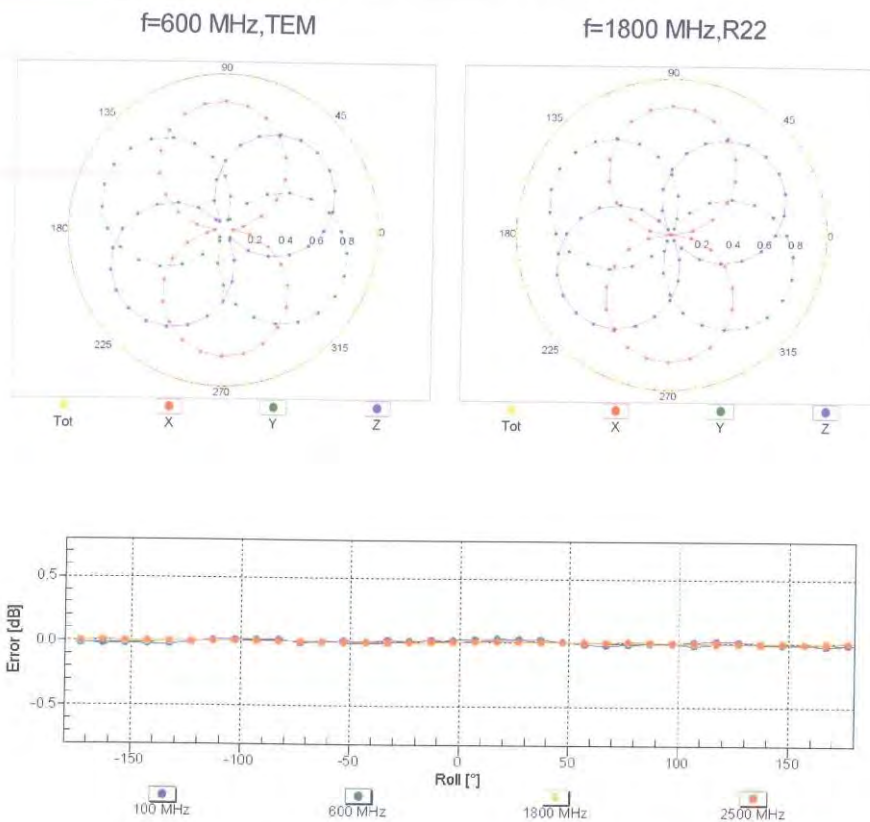 f=600 MHz,TEM
f=1800 MHz,R22
90
135
45
180
0.2 0.4 0.6 0.8
0
225
315
270
Tot X Y Z
90
135
45
180
0.2 0.4 0.6 0.8
0
225
315
270
Tot X Y Z
Error [dB]
0.5
0.0
-0.5
-150 -100 -50 0 50 100 150
Roll [°]
100 MHz 600 MHz 1800 MHz 2500 MHz